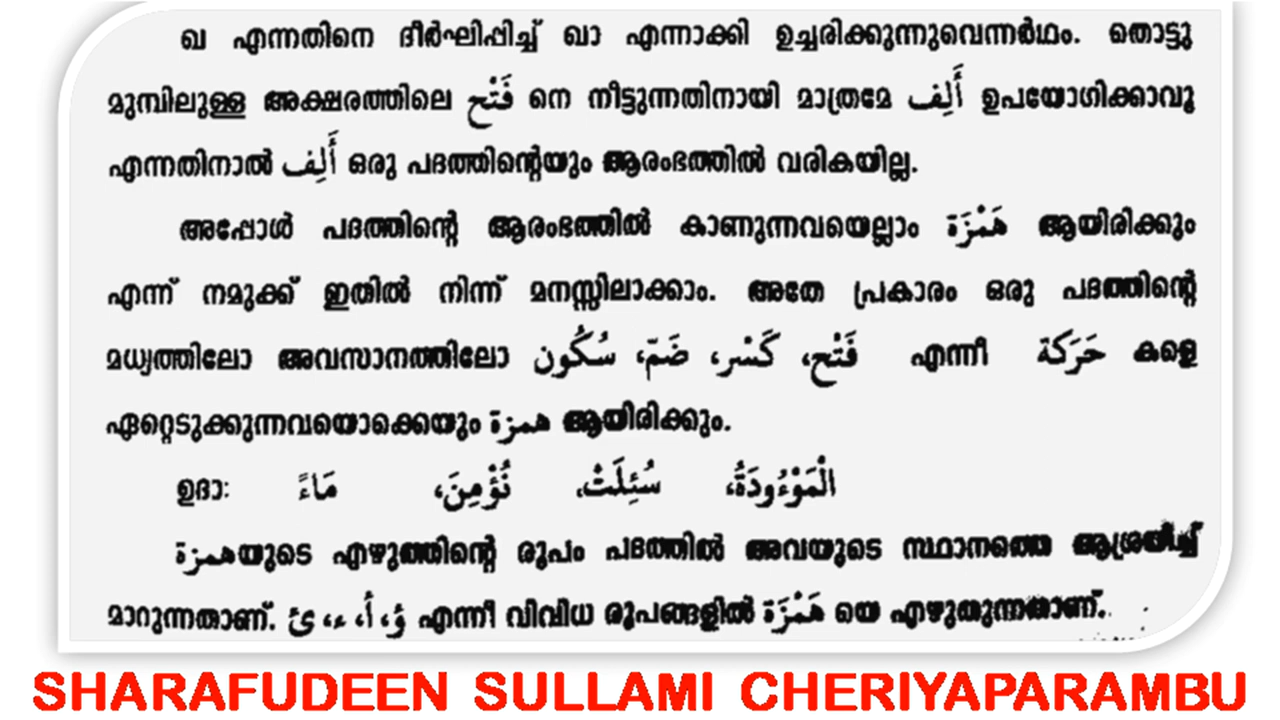 ഖ എന്നതിനെ ദീർഘിപ്പിച്ച് ഖാ എന്നാക്കി ഉച്ചരിക്കുന്നുവെന്നർഥം. തൊട്ടു
മുമ്പിലുള്ള അക്ഷരത്തിലെ فَتْح നെ നീട്ടുന്നതിനായി മാത്രമേ أَلِف ഉപയോഗിക്കാവൂ
എന്നതിനാൽ أَلِف ഒരു പദത്തിന്റെയും ആരംഭത്തിൽ വരികയില്ല.
അപ്പോൾ പദത്തിന്റെ ആരംഭത്തിൽ കാണുന്നവയെല്ലാം هَمْزَة ആയിരിക്കും
എന്ന് നമുക്ക് ഇതിൽ നിന്ന് മനസ്സിലാക്കാം. അതേ പ്രകാരം ഒരു പദത്തിന്റെ
മധ്യത്തിലോ അവസാനത്തിലോ فَتْح، كَسْر، ضَمّ، سُكُون എന്നീ حَرَكَة കളെ
ഏറ്റെടുക്കുന്നവയൊക്കെയും همزة ആയിരിക്കും.
ഉദാ: مَاءً نُؤْمِنَ، سُئِلَتْ، الْمَوْءُودَةُ،
همزةയുടെ എഴുത്തിന്റെ രൂപം പദത്തിൽ അവയുടെ സ്ഥാനത്തെ ആശ്രയിച്ച്
മാറുന്നതാണ്. ؤ، أ، ء، ئ എന്നീ വിവിധ രൂപങ്ങളിൽ هَمْزَة യെ എഴുതുന്നതാണ്.
SHARAFUDEEN SULLAMI CHERIYAPARAMBU